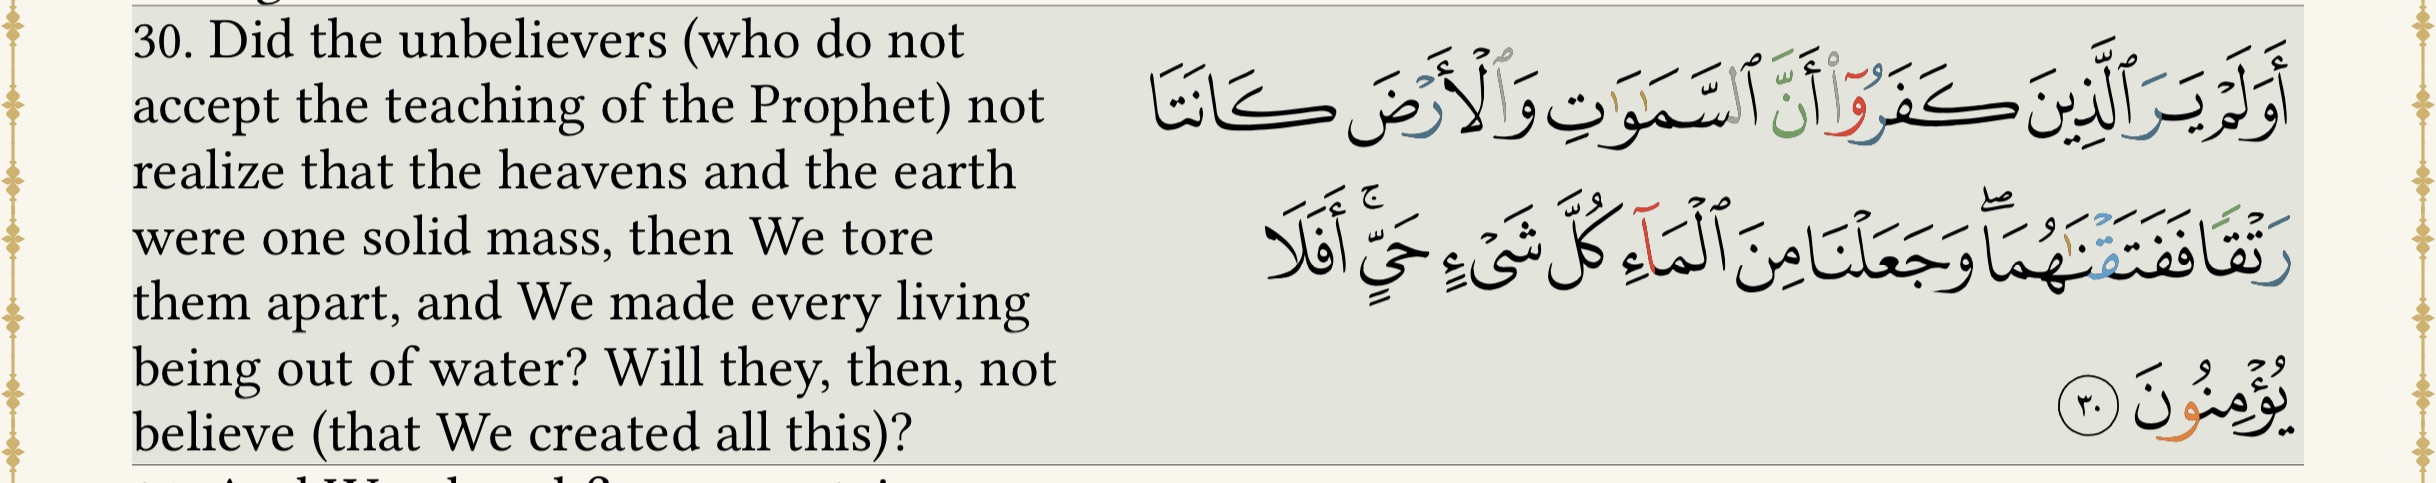 30. Did the unbelievers (who do not
accept the teaching of the Prophet) not
realize that the heavens and the earth
were one solid mass, then We tore
them apart, and We made every living
being out of water? Will they, then, not
believe (that We created all this)?
أَوَلَمْ يَرَ ٱلَّذِينَ كَفَرُوٓا۟ أَنَّ ٱلسَّمَـٰوَٰتِ وَٱلْأَرْضَ كَانَتَا
رَتْقًا فَفَتَقْنَـٰهُمَا ۖ وَجَعَلْنَا مِنَ ٱلْمَآءِ كُلَّ شَىْءٍ حَىٍّ ۚ أَفَلَا
يُؤْمِنُونَ ٣٠